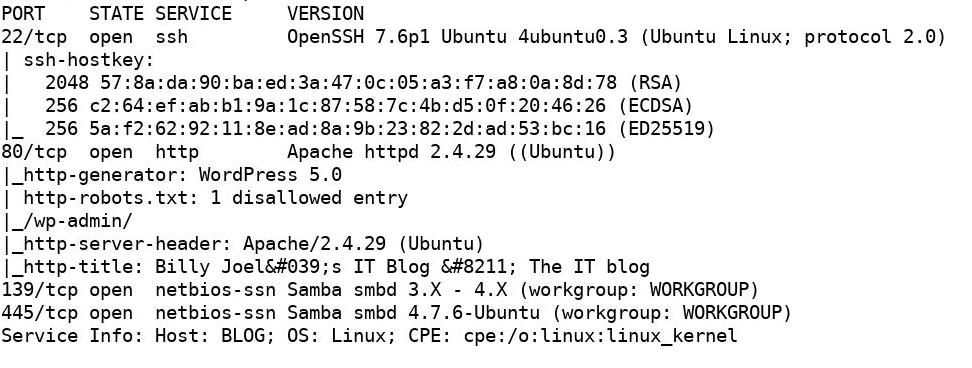 PORT    STATE SERVICE     VERSION
22/tcp  open  ssh         OpenSSH 7.6p1 Ubuntu 4ubuntu0.3 (Ubuntu Linux; protocol 2.0)
| ssh-hostkey:
|   2048 57:8a:da:90:ba:ed:3a:47:0c:05:a3:f7:a8:0a:8d:78 (RSA)
|   256 c2:64:ef:ab:b1:9a:1c:87:58:7c:4b:d5:0f:20:46:26 (ECDSA)
|_  256 5a:f2:62:92:11:8e:ad:8a:9b:23:82:2d:ad:53:bc:16 (ED25519)
80/tcp  open  http        Apache httpd 2.4.29 ((Ubuntu))
|_http-generator: WordPress 5.0
| http-robots.txt: 1 disallowed entry
|_/wp-admin/
|_http-server-header: Apache/2.4.29 (Ubuntu)
|_http-title: Billy Joel&#039;s IT Blog &#8211; The IT blog
139/tcp open  netbios-ssn Samba smbd 3.X - 4.X (workgroup: WORKGROUP)
445/tcp open  netbios-ssn Samba smbd 4.7.6-Ubuntu (workgroup: WORKGROUP)
Service Info: Host: BLOG; OS: Linux; CPE: cpe:/o:linux:linux_kernel